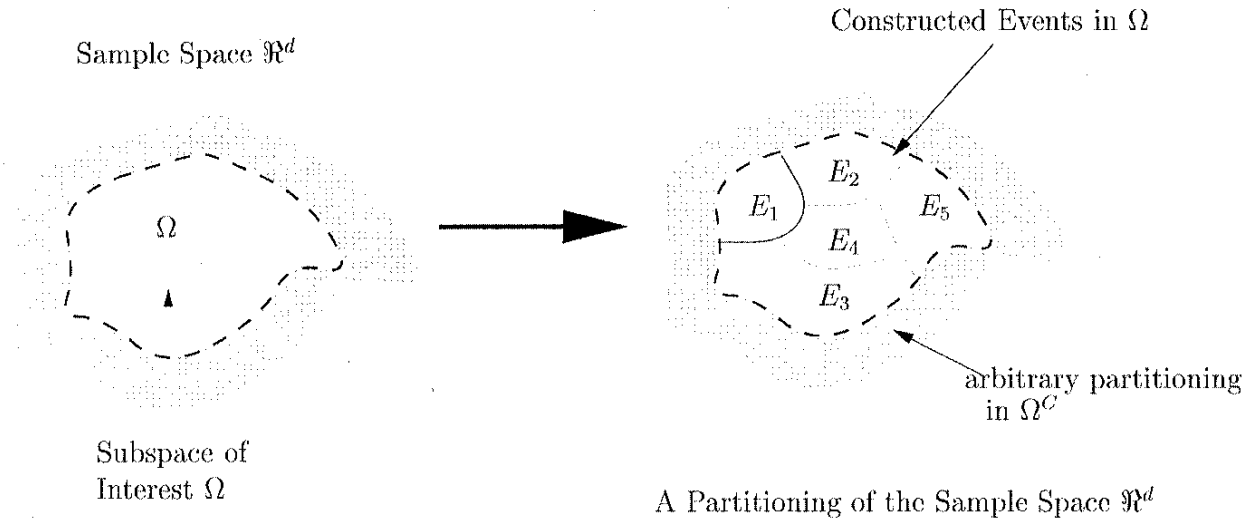 Sample Space ℜ^d
Ω
Subspace of
Interest Ω
Constructed Events in Ω
E_1
E_2
E_5
E_4
E_3
arbitrary partitioning
in Ω^C
A Partitioning of the Sample Space ℜ^d